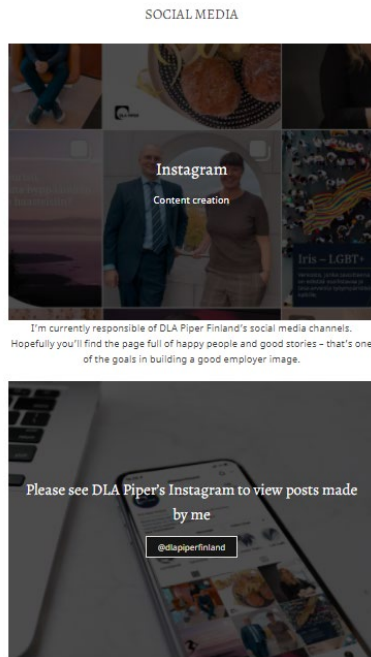 SOCIAL MEDIA
Instagram
Content creation
Iris – LGBT+
I'm currently responsible of DLA Piper Finland's social media channels.
Hopefully you'll find the page full of happy people and good stories – that's one
of the goals in building a good employer image.
Please see DLA Piper's Instagram to view posts made
by me
@dlapiperfinland